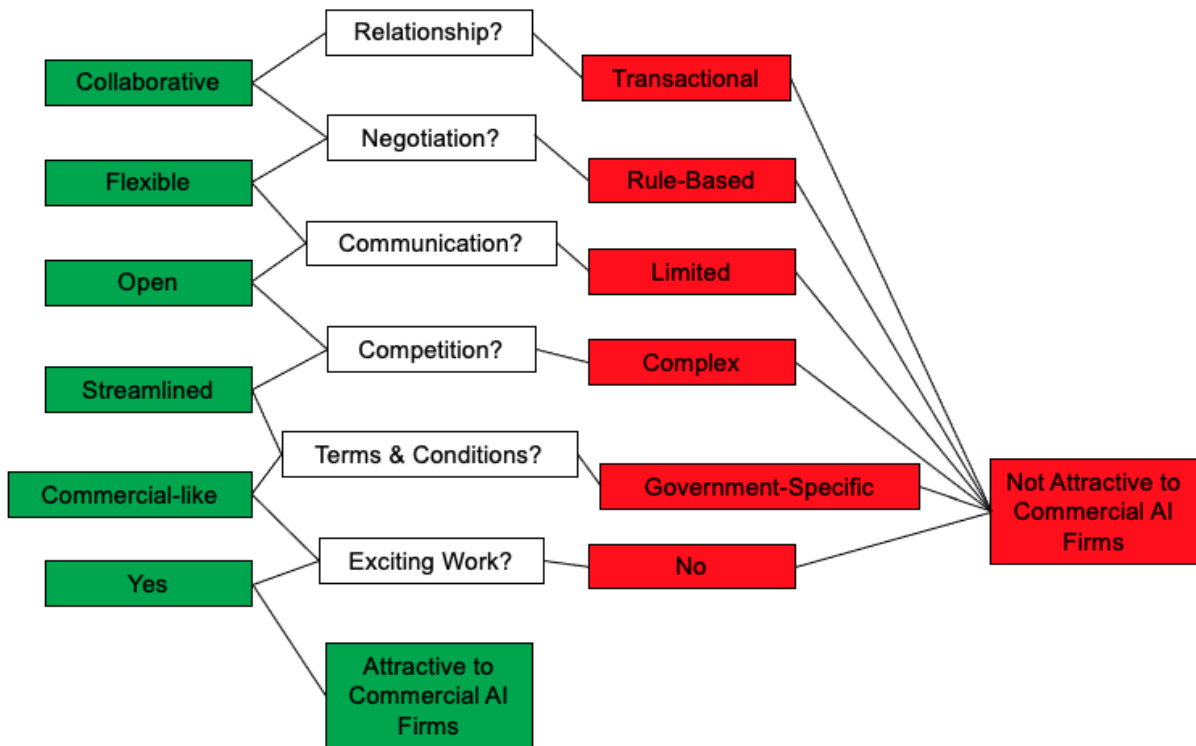 Relationship?
Collaborative
Transactional
Negotiation?
Flexible
Rule-Based
Communication?
Open
Limited
Competition?
Streamlined
Complex
Terms & Conditions?
Commercial-like
Government-Specific
Not Attractive to
Commercial AI
Firms
Exciting Work?
Yes
No
Attractive to
Commercial AI
Firms